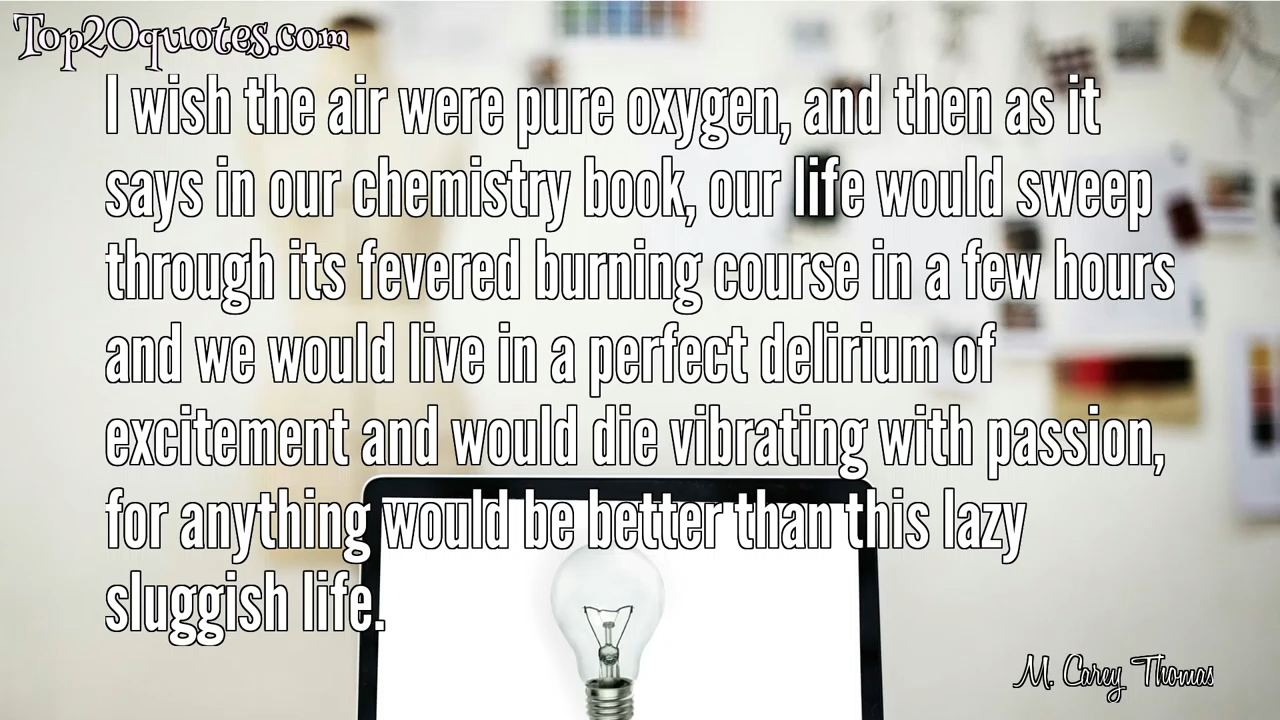 Top20quotes.com
I wish the air were pure oxygen, and then as it
says in our chemistry book, our life would sweep
through its fevered burning course in a few hours
and we would live in a perfect delirium of
excitement and would die vibrating with passion,
for anything would be better than this lazy
sluggish life.
M. Carey Thomas